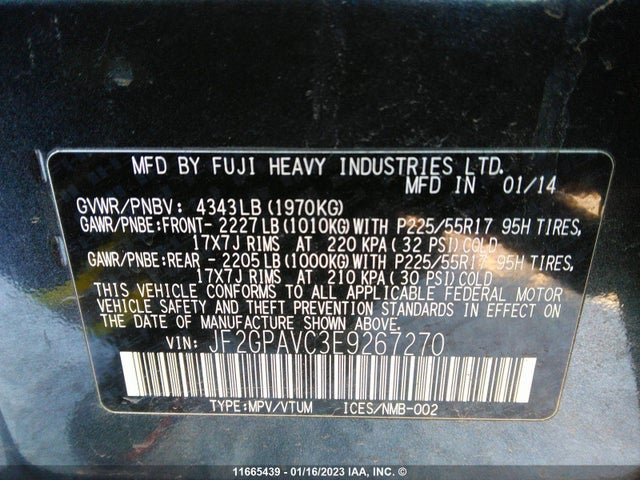 MFD BY FUJI HEAVY INDUSTRIES LTD.
MFD IN 01/14
GVWR/PNBV: 4343LB(1970KG)
GAWR/PNBE:FRONT- 2227LB(1010KG)WITH P225/55R17 95H TIRES,
17X7J RIMS AT 220KPA(32 PSI)COLD
GAWR/PNBE:REAR - 2205LB(1000KG)WITH P225/55R17 95H TIRES,
17X7J RIMS AT 210KPA(30 PSI)COLD
THIS VEHICLE CONFORMS TO ALL APPLICABLE FEDERAL MOTOR
VEHICLE SAFETY AND THEFT PREVENTION STANDARDS IN EFFECT ON
THE DATE OF MANUFACTURE SHOWN ABOVE.
VIN: JF2GPAVC3E9267270
TYPE:MPV/VTUM ICES/NMB-002
11665439 - 01/16/2023 IAA, INC. ©